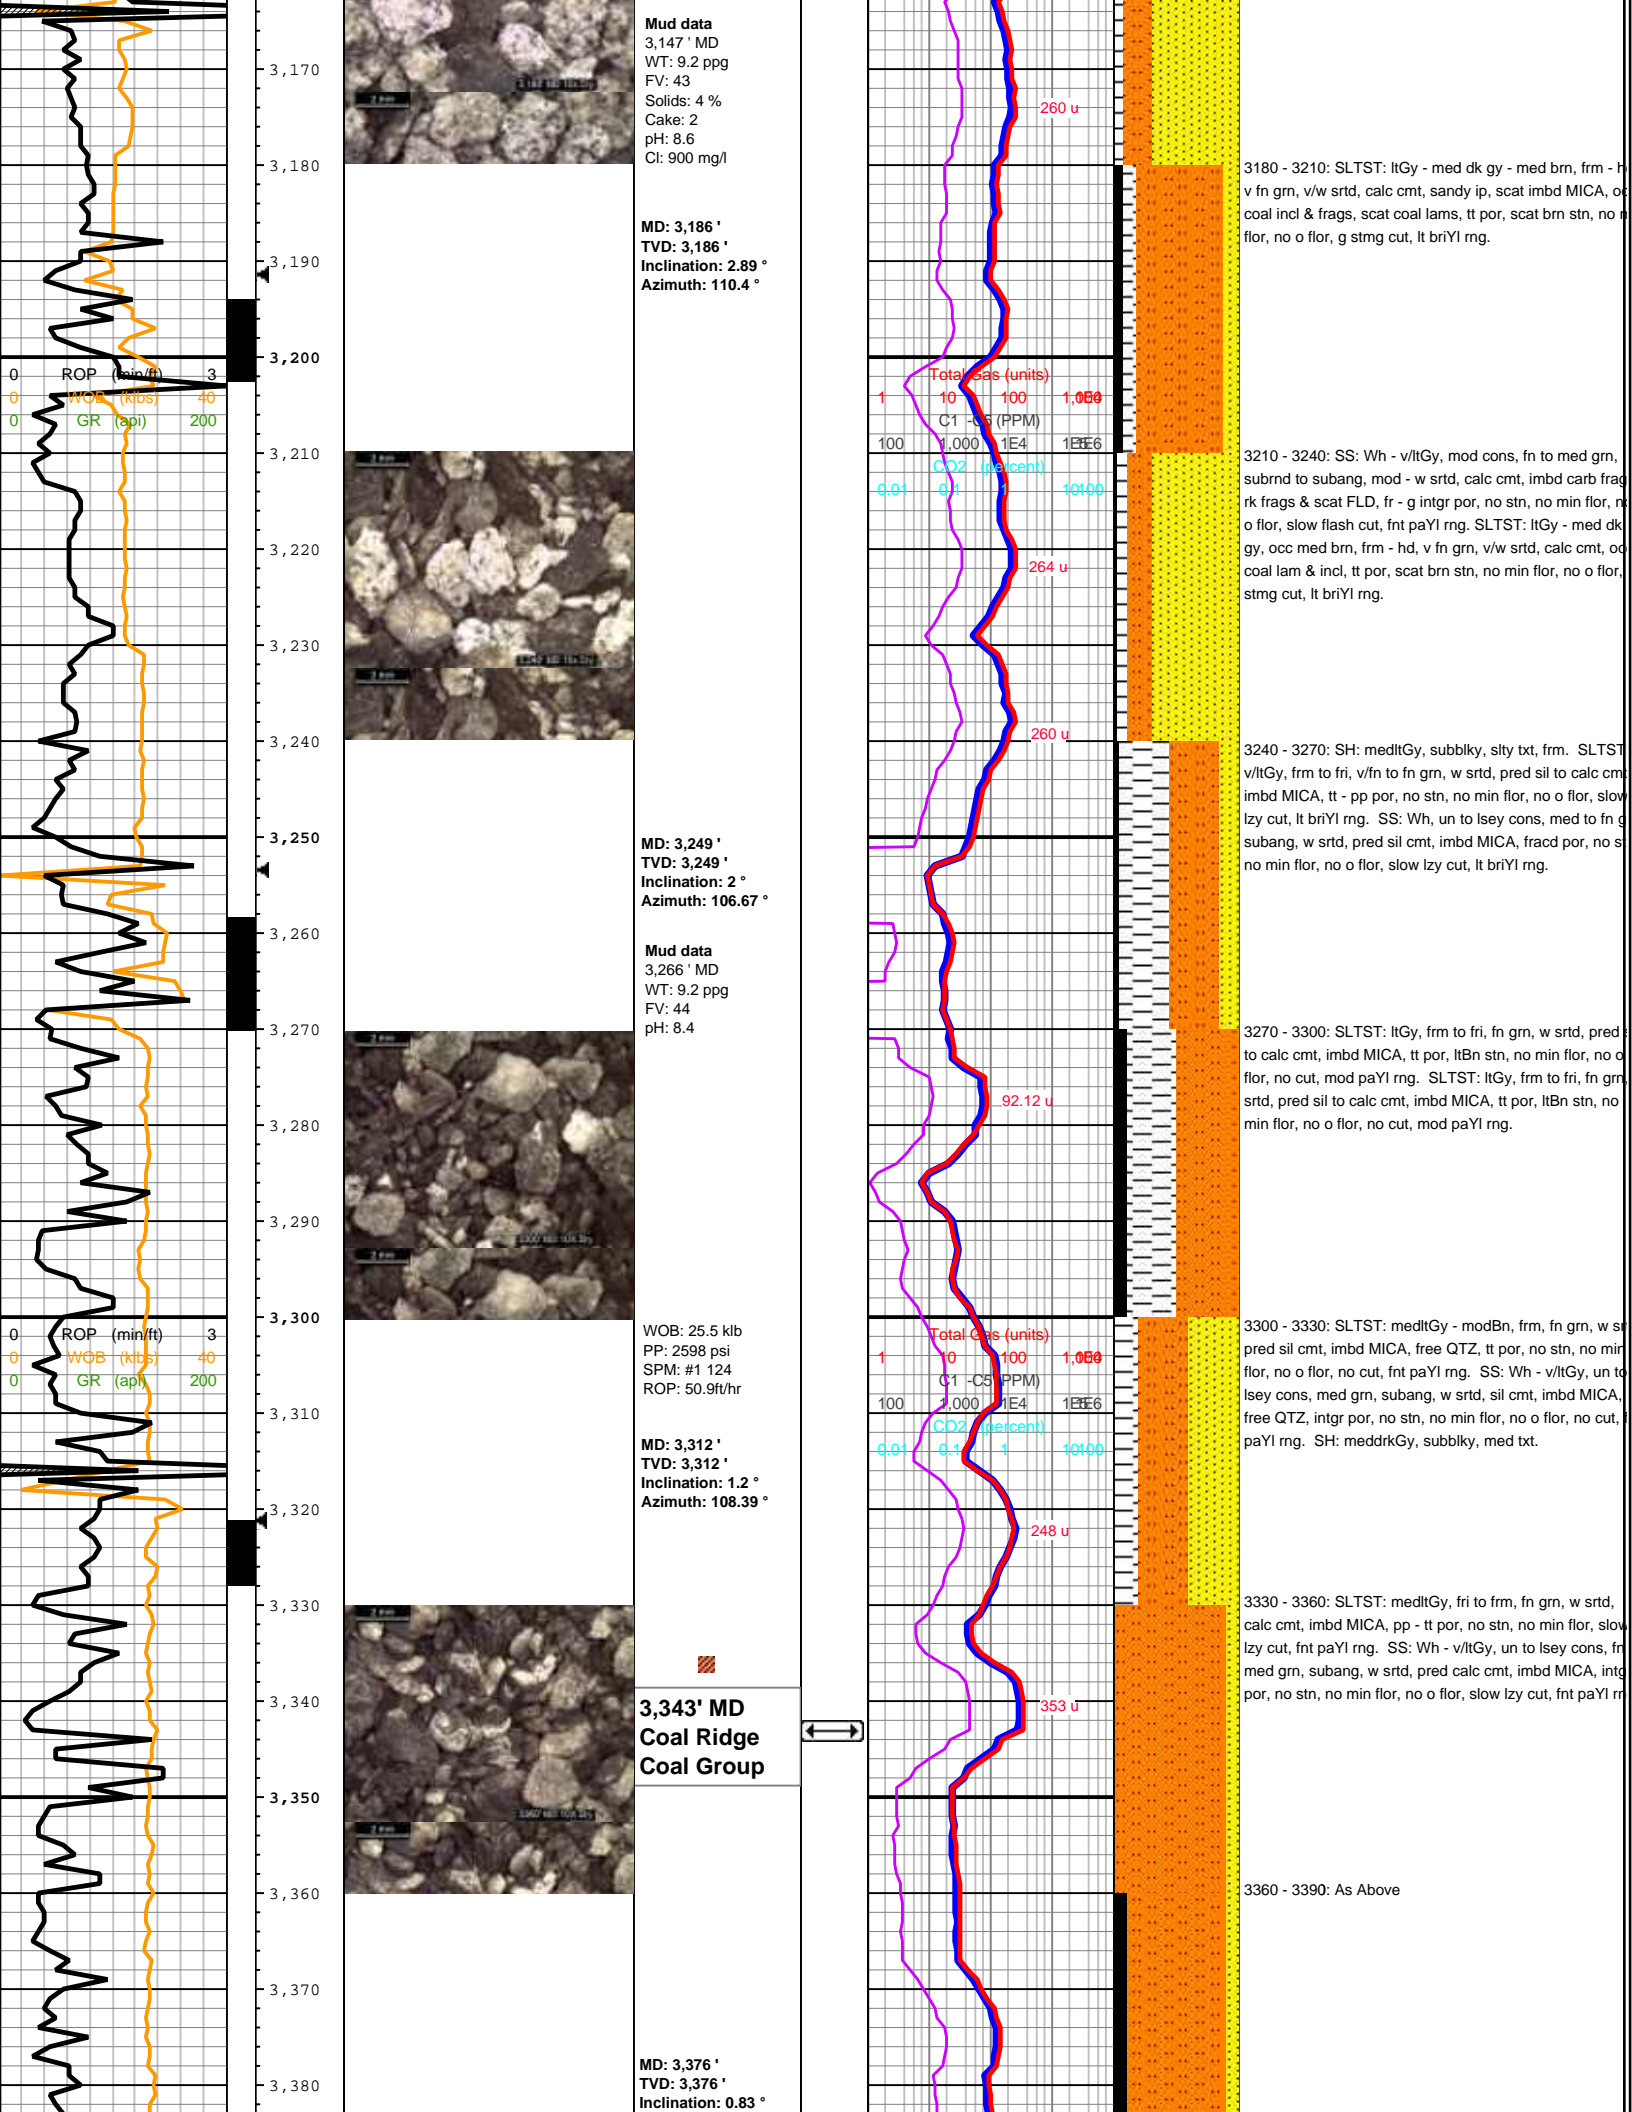 Mud data
3,147 ' MD
WT: 9.2 ppg
FV: 43
Solids: 4 %
Cake: 2
pH: 8.6
Cl: 900 mg/l
3,170
260 u
3,180
3180 - 3210: SLTST: ltGy - med dk gy - med brn, frm - h
v fn grn, v/w srtd, calc cmt, sandy ip, scat imbd MICA, oc
coal incl & frags, scat coal lams, tt por, scat brn stn, no
flor, no o flor, g stmg cut, lt briYl rng.
MD: 3,186 '
TVD: 3,186 '
Inclination: 2.89 °
Azimuth: 110.4 °
3,190
3,200
0 ROP (min/ft) 3
0 WOB (klbs) 40
0 GR (api) 200
Total Gas (units)
1 10 100
C1 -C5 (PPM)
100 1,000 1E4
CO2 (percent)
0.01 0.1 1
3,210
3210 - 3240: SS: Wh - v/ltGy, mod cons, fn to med grn,
subrnd to subang, mod - w srtd, calc cmt, imbd carb frag
rk frags & scat FLD, fr - g intgr por, no stn, no min flor, n
o flor, slow flash cut, fnt paYl rng. SLTST: ltGy - med dk
gy, occ med brn, frm - hd, v fn grn, v/w srtd, calc cmt, oc
coal lam & incl, tt por, scat brn stn, no min flor, no o flor,
stmg cut, lt briYl rng.
3,220
264 u
3,230
260 u
3,240
3240 - 3270: SH: medltGy, subblky, slty txt, frm. SLTST
v/ltGy, frm to fri, v/fn to fn grn, w srtd, pred sil to calc cm
imbd MICA, tt - pp por, no stn, no min flor, no o flor, slow
lzy cut, lt briYl rng. SS: Wh, un to lsey cons, med to fn g
subang, w srtd, pred sil cmt, imbd MICA, fracd por, no s
no min flor, no o flor, slow lzy cut, lt briYl rng.
3,250
MD: 3,249 '
TVD: 3,249 '
Inclination: 2 °
Azimuth: 106.67 °
3,260
Mud data
3,266 ' MD
WT: 9.2 ppg
FV: 44
pH: 8.4
3,270
3270 - 3300: SLTST: ltGy, frm to fri, fn grn, w srtd, pred
to calc cmt, imbd MICA, tt por, ltBn stn, no min flor, no o
flor, no cut, mod paYl rng. SLTST: ltGy, frm to fri, fn grn,
srtd, pred sil to calc cmt, imbd MICA, tt por, ltBn stn, no
min flor, no o flor, no cut, mod paYl rng.
92.12 u
3,280
3,290
3,300
0 ROP (min/ft) 3
0 WOB (klbs) 40
0 GR (api) 200
WOB: 25.5 klb
PP: 2598 psi
SPM: #1 124
ROP: 50.9ft/hr
Total Gas (units)
1 10 100
C1 -C5 (PPM)
100 1,000 1E4
CO2 (percent)
0.01 0.1 1
3300 - 3330: SLTST: medltGy - modBn, frm, fn grn, w sr
pred sil cmt, imbd MICA, free QTZ, tt por, no stn, no min
flor, no o flor, no cut, fnt paYl rng. SS: Wh - v/ltGy, un to
lsey cons, med grn, subang, w srtd, sil cmt, imbd MICA,
free QTZ, intgr por, no stn, no min flor, no o flor, no cut,
paYl rng. SH: meddrkGy, subblky, med txt.
3,310
MD: 3,312 '
TVD: 3,312 '
Inclination: 1.2 °
Azimuth: 108.39 °
3,320
248 u
3,330
3330 - 3360: SLTST: medltGy, fri to frm, fn grn, w srtd,
calc cmt, imbd MICA, pp - tt por, no stn, no min flor, slow
lzy cut, fnt paYl rng. SS: Wh - v/ltGy, un to lsey cons, fn
med grn, subang, w srtd, pred calc cmt, imbd MICA, intg
por, no stn, no min flor, no o flor, slow lzy cut, fnt paYl rn
3,340
353 u
3,343' MD
Coal Ridge
Coal Group
3,350
3,360
3360 - 3390: As Above
3,370
3,380
MD: 3,376 '
TVD: 3,376 '
Inclination: 0.83 °